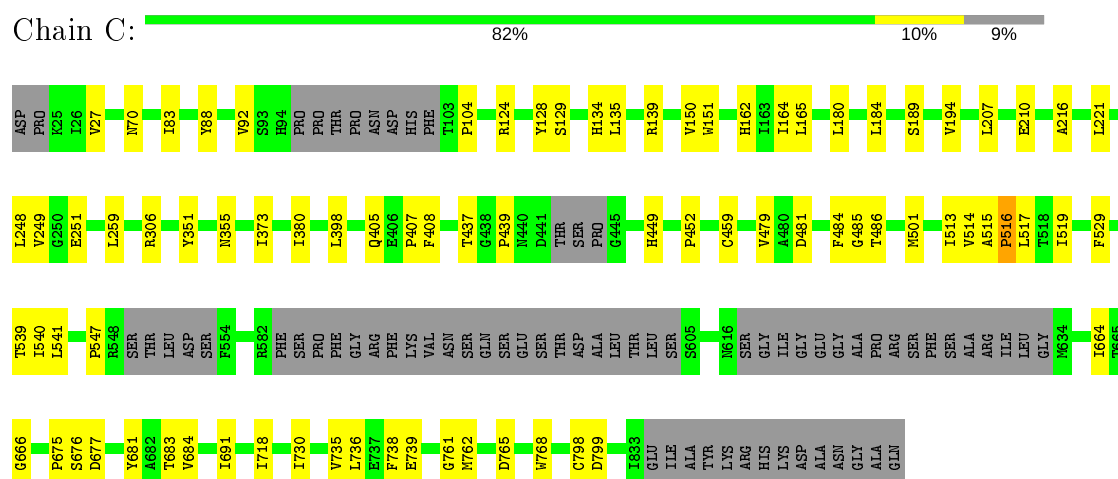 Chain C:
82% 10% 9%
ASP PRO K25 I26 V27 N70 I83 Y88 V92 S93 H94 PRO PRO THR PRO ASN ASP HIS PHE T103 P104 R124 Y128 S129 H134 L135 R139 V150 W151 H162 I163 I164 L165 L180 L184 S189 V194 L207 E210 A216 L221
L248 V249 G250 E251 L259 R306 Y351 N355 I373 I380 L398 Q405 E406 P407 F408 T437 G438 P439 N440 D441 THR SER PRO G445 H449 P452 C459 V479 A480 D481 F484 G485 T486 M501 I513 V514 A515 P516 L517 T518 I519 F529
T539 I540 L541 P547 R548 SER THR LEU ASP SER F554 R582 PHE SER PRO PHE GLY ARG PHE LYS VAL ASN SER GLN SER GLU SER THR ASP ALA LEU THR LEU SER S605 N616 SER GLY ILE GLY GLU GLY ALA PRO ARG SER PHE SER ALA ARG ILE LEU GLY M634 I664 T665
G666 P675 S676 D677 Y681 A682 T683 V684 I691 I718 I730 V735 L736 E737 F738 E739 G761 M762 D765 W768 C798 D799 I833 GLU ILE ALA TYR LYS ARG HIS LYS ASP ALA ASN GLY ALA GLN